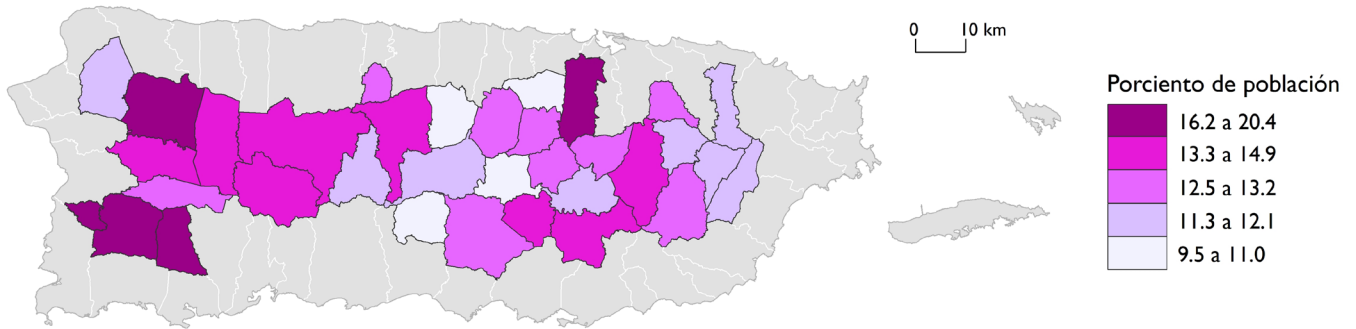 0 10 km
Porciento de población
16.2 a 20.4
13.3 a 14.9
12.5 a 13.2
11.3 a 12.1
9.5 a 11.0